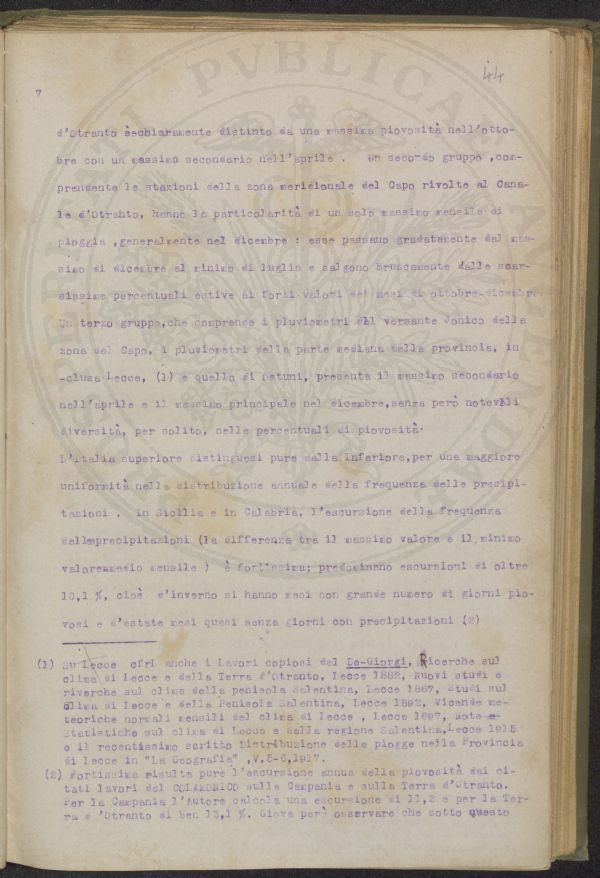 44
7
d'Otranto èechiaramente distinto da una massima piovosità nell'otto-
bre con un massimo secondario nell'aprile . Un secondo gruppo ,com-
prendente le stazioni della zona meridionale del Capo rivolte al Cana-
le d'Otranto, hanno la particolarità di un solo massimo mensile di
pioggia ,generalmente nel dicembre : esse passano gradatamente dal mas-
simo di dicembre al minimo di luglio e salgono bruscamente dalle scar-
sissime percentuali estive ai forti valori dei mesi di ottobre-dicembre.
Un terzo gruppo,che comprende i pluviometri del versante Jonico della
zona del Capo, i pluviometri della parte mediana della provincia, in
-clusa Lecce, (1) e quello di Ostuni, presenta il massimo secondario
nell'aprile e il massimo principale nel dicembre,senza però notevoli
diversità, per solito, nelle percentuali di piovosità.
L'Italia superiore distinguesi pure dalla inferiore,per una maggiore
uniformità nella distribuzione annuale della frequenza delle precipi-
tazioni . In Sicilia e in Calabria, l'escursione della frequenza
delleprecipitazioni (la differenza tra il massimo valore e il minimo
valoremmedio mensile ) è fortissima; predominano escursioni di oltre
10,1 %, cioè d'inverno si hanno mesi con grande numero di giorni pio-
vosi e d'estate mesi quasi senza giorni con precipitazioni (2)
(1) Su Lecce cfr1 anche i Lavori copiosi del De-Giorgi, Ricerche sul
clima di Lecce e della Terra d'Otranto, Lecce 1882, Nuovi studi e
riverche sul clima della penisola Salentina, Lecce 1887, Studi sul
clima di Lecce e della Penisola Salentina, Lecce 1892, Vicende me-
teoriche normali mensili del clima di Lecce , Lecce 1897, Note e
Statistiche sul clima di Lecce e della regione Salentina,Lecce 1915
e il recentissimo scritto Distribuzione delle piogge nella Provincia
di Lecce in "La Geografia" ,V,5-6,1917.
(2) Fortissima risulta pure l'escursione annua della piovosità dai ci-
tati lavori del COLAMONICO sulla Campania e sulla Terra d'Otranto.
Per la Campania l'Autore calcola una escursione di 11,2 e per la Ter-
ra d 'Otranto di ben 13,1 %. Giova però osservare che sotto questo